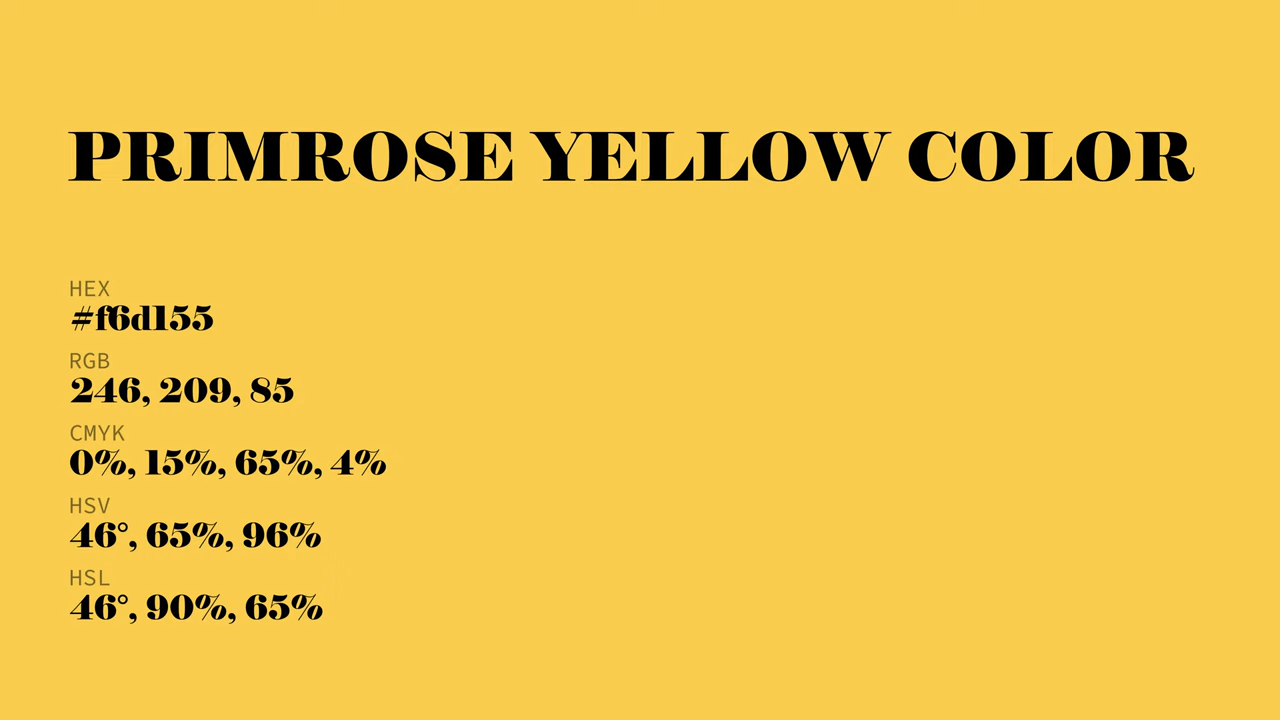 PRIMROSE YELLOW COLOR
HEX
#f6d155
RGB
246, 209, 85
CMYK
0%, 15%, 65%, 4%
HSV
46°, 65%, 96%
HSL
46°, 90%, 65%